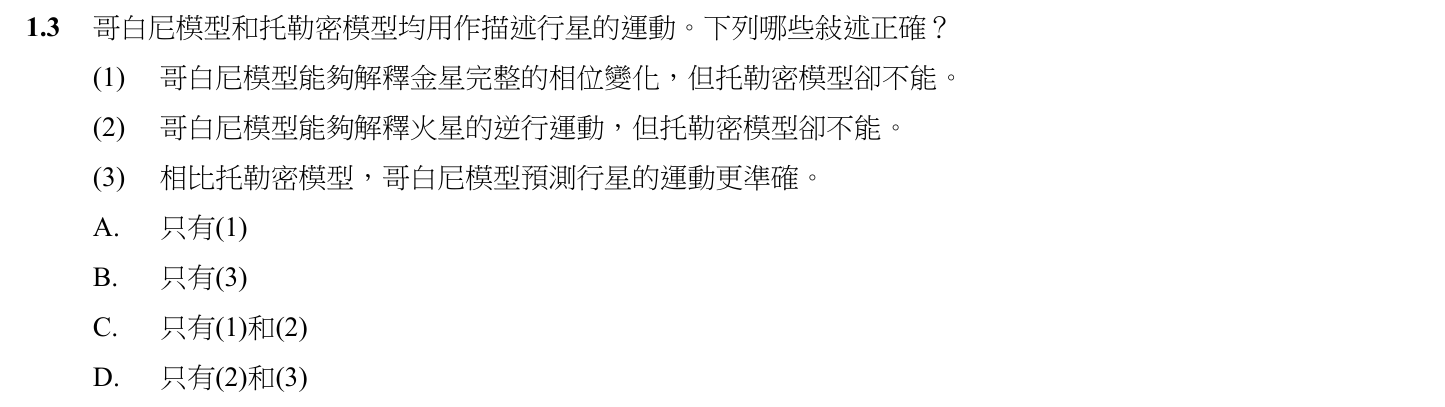 1.3 哥白尼模型和托勒密模型均用作描述行星的運動。下列哪些敍述正確？
(1) 哥白尼模型能夠解釋金星完整的相位變化，但托勒密模型卻不能。
(2) 哥白尼模型能夠解釋火星的逆行運動，但托勒密模型卻不能。
(3) 相比托勒密模型，哥白尼模型預測行星的運動更準確。
A. 只有(1)
B. 只有(3)
C. 只有(1)和(2)
D. 只有(2)和(3)